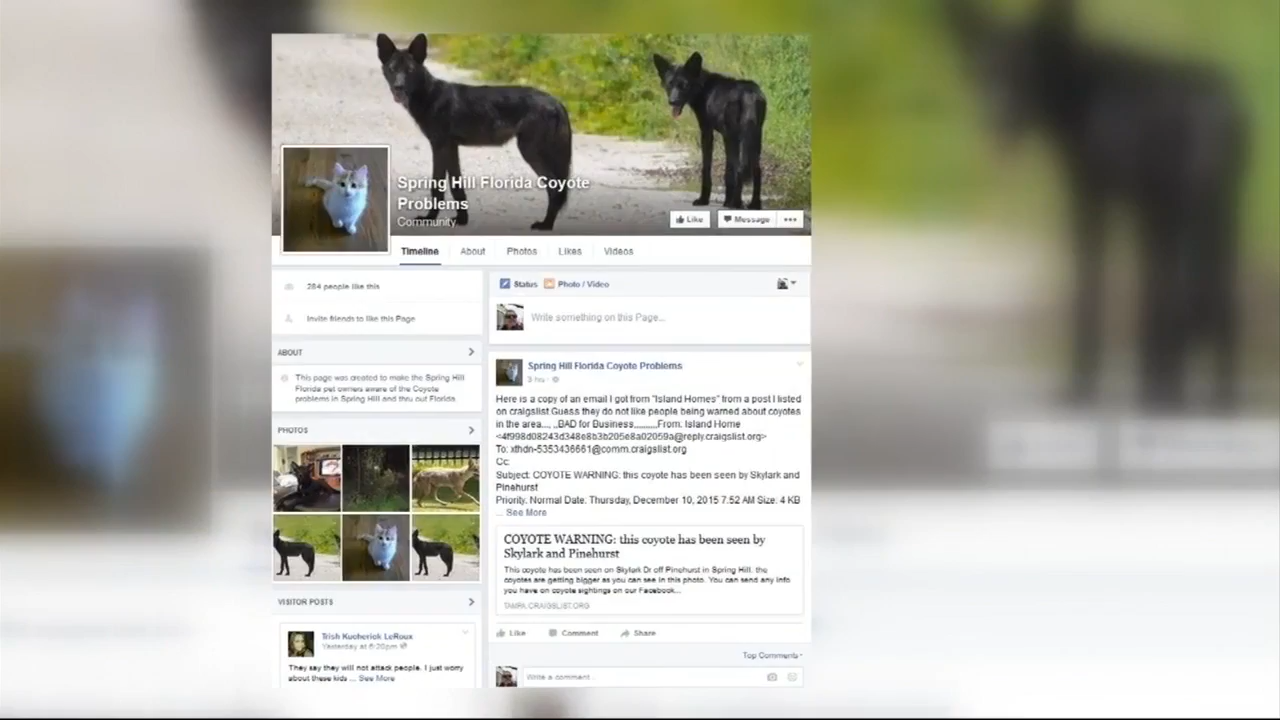 Spring Hill Florida Coyote
Problems
Community
Like
Message
Timeline
About
Photos
Likes
Videos
264 people like this
Invite friends to like this Page
ABOUT
This page was created to make the Spring Hill
Florida pet owners aware of the Coyote
problems in Spring Hill and thru out Florida.
PHOTOS
VISITOR POSTS
Trish Kucherick LeRoux
Yesterday at 6:20pm
They say they will not attack people. I just worry
about these kids ... See More
Status
Photo / Video
Write something on this Page...
Spring Hill Florida Coyote Problems
hrs
Here is a copy of an email I got from "Island Homes" from a post I listed
on craigslist Guess they do not like people being warned about coyotes
in the area.... ,,BAD for Business,,,,,,,,,,From: Island Home
<4f998d08243d348e8b3b205e8a02059a@reply.craigslist.org>
To: xthdn-5353436661@comm.craigslist.org
Cc:
Subject: COYOTE WARNING: this coyote has been seen by Skylark and
Pinehurst
Priority: Normal Date: Thursday, December 10, 2015 7:52 AM Size: 4 KB
... See More
COYOTE WARNING: this coyote has been seen by
Skylark and Pinehurst
This coyote has been seen on Skylark Dr off Pinehurst in Spring Hill. the
coyotes are getting bigger as you can see in this photo. You can send any info
you have on coyote sightings on our Facebook...
TAMPA.CRAIGSLIST.ORG
Like
Comment
Share
Top Comments
Write a comment...